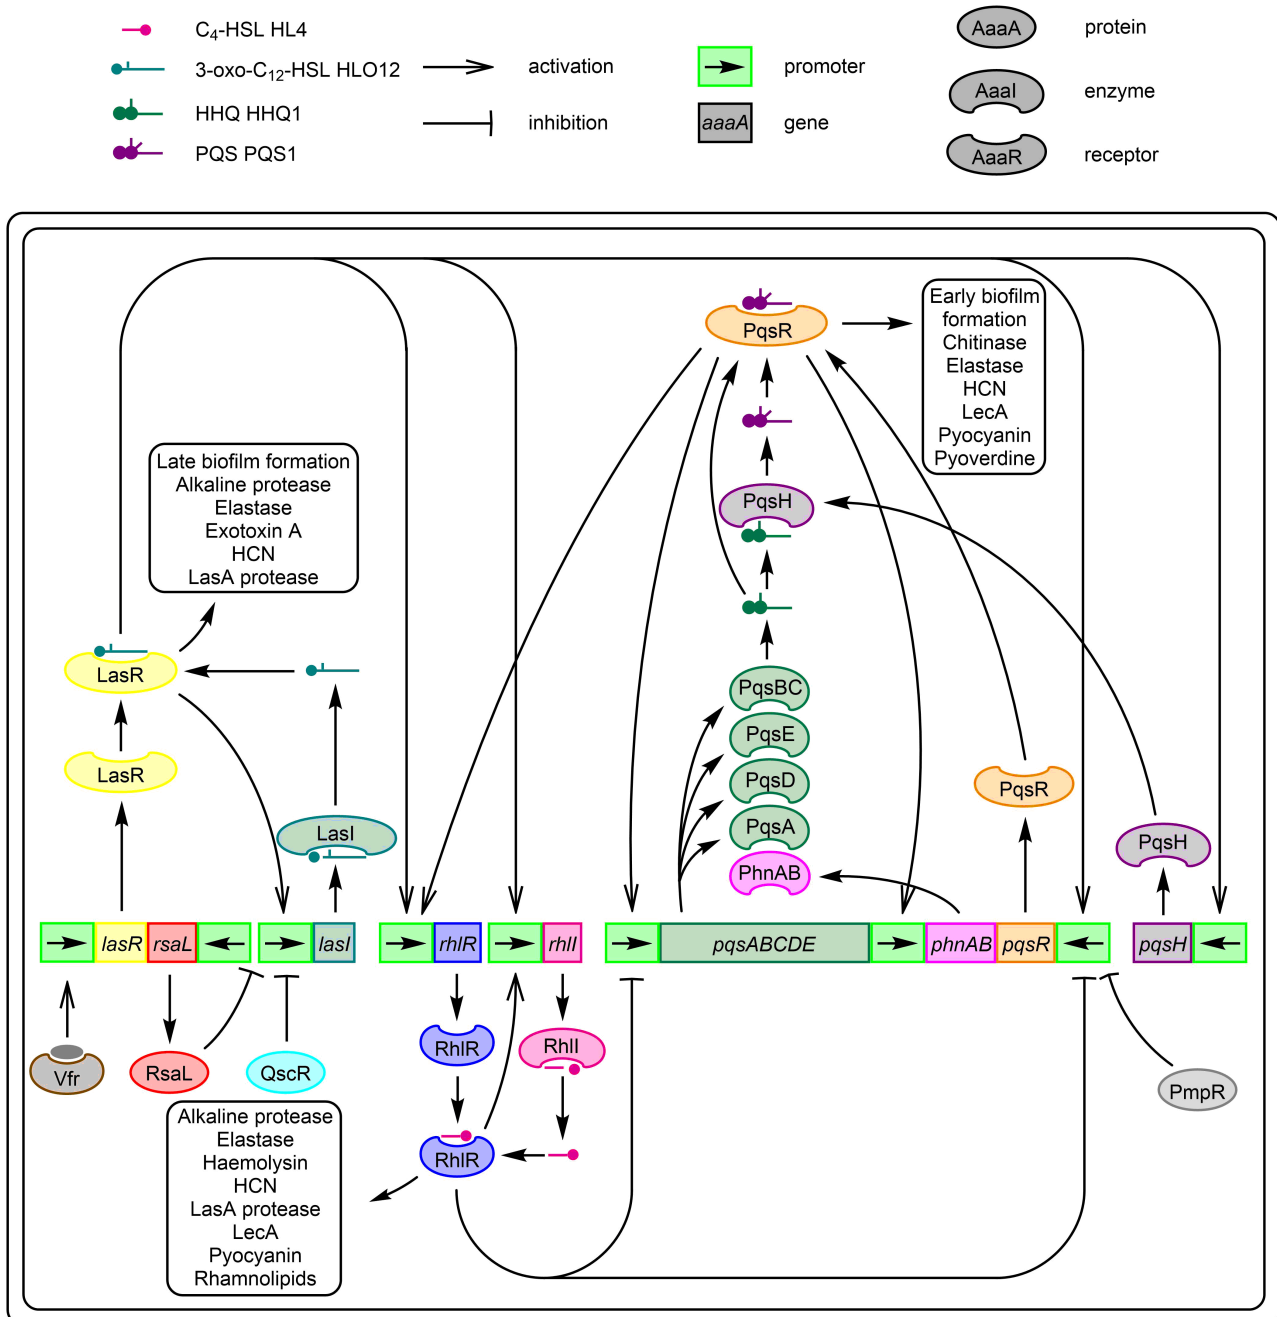 C4-HSL HL4
3-oxo-C12-HSL HLO12
HHQ HHQ1
PQS PQS1
activation
inhibition
promoter
aaaA
gene
AaaA
protein
AaaI
enzyme
AaaR
receptor
PqsR
Early biofilm
formation
Chitinase
Elastase
HCN
LecA
Pyocyanin
Pyoverdine
Late biofilm formation
Alkaline protease
Elastase
Exotoxin A
HCN
LasA protease
PqsH
LasR
PqsBC
PqsE
LasR
PqsD
PqsR
LasI
PqsA
PqsH
PhnAB
lasR
rsaL
lasI
rhlR
rhlI
pqsABCDE
phnAB
pqsR
pqsH
Vfr
RsaL
QscR
RhlR
RhlI
PmpR
RhlR
Alkaline protease
Elastase
Haemolysin
HCN
LasA protease
LecA
Pyocyanin
Rhamnolipids